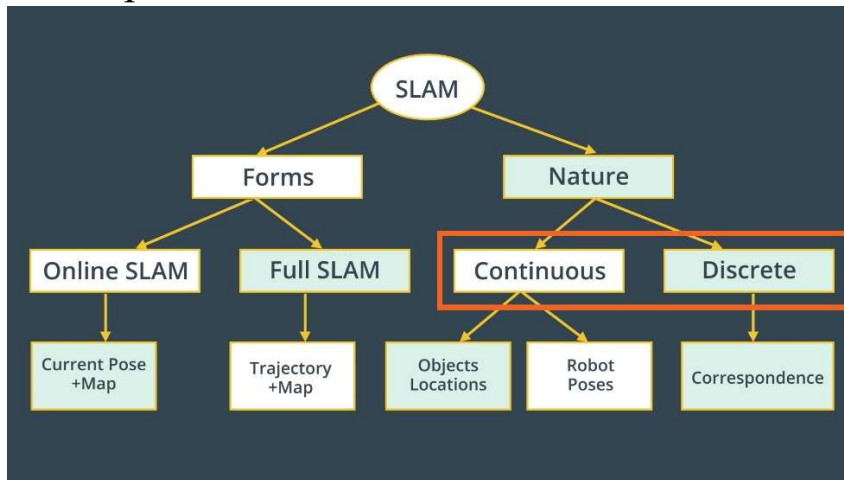 SLAM
Forms
Nature
Online SLAM
Full SLAM
Continuous
Discrete
Current Pose
+Map
Trajectory
+Map
Objects
Locations
Robot
Poses
Correspondence